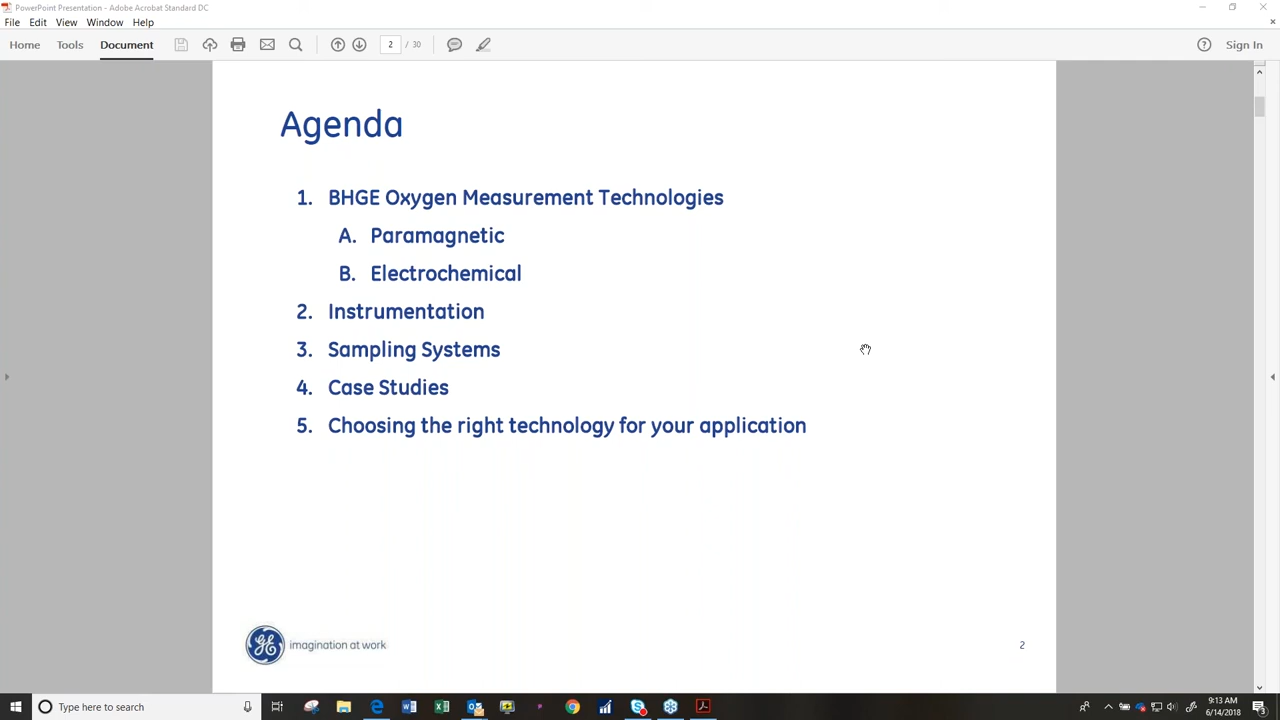 PowerPoint Presentation - Adobe Acrobat Standard DC
File Edit View Window Help
Home Tools Document 2 / 30 Sign In
Agenda
1. BHGE Oxygen Measurement Technologies
A. Paramagnetic
B. Electrochemical
2. Instrumentation
3. Sampling Systems
4. Case Studies
5. Choosing the right technology for your application
GE imagination at work 2
Type here to search
9:13 AM
6/14/2018
3